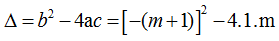 Δ = b² − 4ac = [−(m+1)]² − 4.1.m